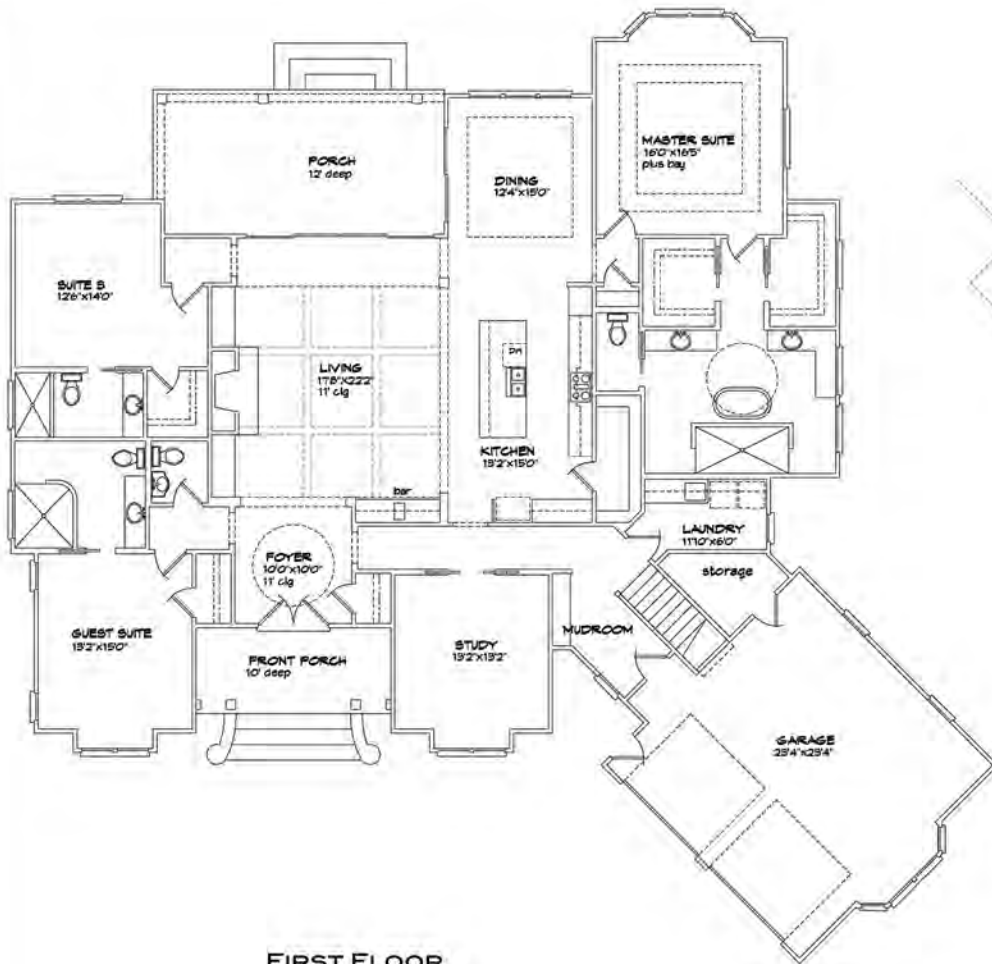 MASTER SUITE
16'0"x16'5"
plus bay
PORCH
12' deep
DINING
12'4"x15'0"
SUITE 3
12'6"x14'0"
DW
LIVING
17'8"x22'2"
11' clg
KITCHEN
13'2"x15'0"
bar
LAUNDRY
11'10"x6'0"
FOYER
10'0"x10'0"
11' clg
storage
GUEST SUITE
13'2"x15'0"
MUDROOM
STUDY
13'2"x13'2"
FRONT PORCH
10' deep
GARAGE
23'4"x23'4"
FIRST FLOOR